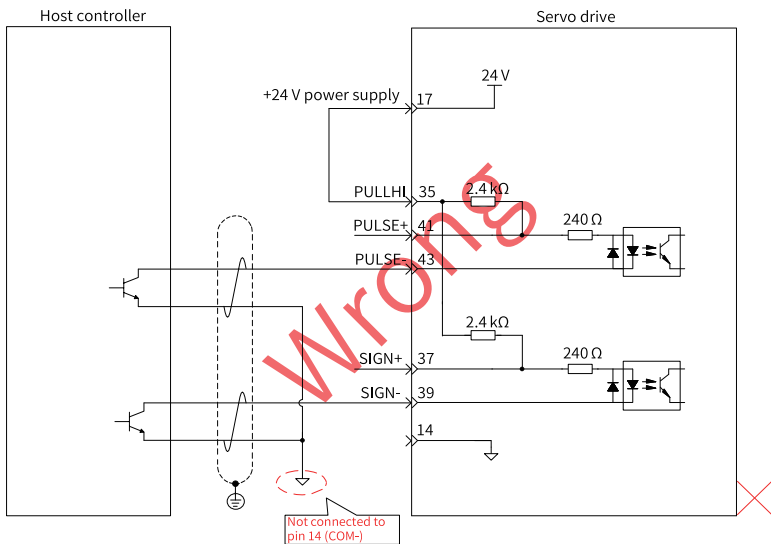 Host controller
Servo drive
24 V
+24 V power supply
17
PULLHI
35
2.4 kΩ
PULSE+
41
240 Ω
PULSE-
43
Wrong
2.4 kΩ
SIGN+
37
240 Ω
SIGN-
39
14
Not connected to
pin 14 (COM-)